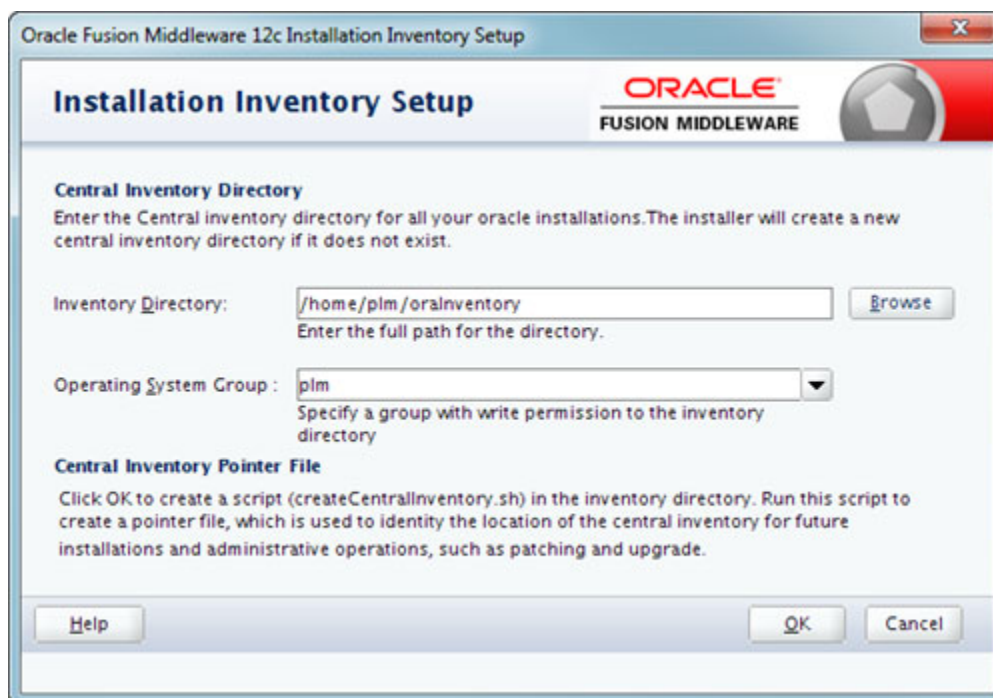 Oracle Fusion Middleware 12c Installation Inventory Setup
Installation Inventory Setup
ORACLE
FUSION MIDDLEWARE
Central Inventory Directory
Enter the Central inventory directory for all your oracle installations.The installer will create a new
central inventory directory if it does not exist.
Inventory Directory:
/home/plm/oraInventory
Browse
Enter the full path for the directory.
Operating System Group :
plm
Specify a group with write permission to the inventory
directory
Central Inventory Pointer File
Click OK to create a script (createCentralInventory.sh) in the inventory directory. Run this script to
create a pointer file, which is used to identity the location of the central inventory for future
installations and administrative operations, such as patching and upgrade.
Help
OK
Cancel